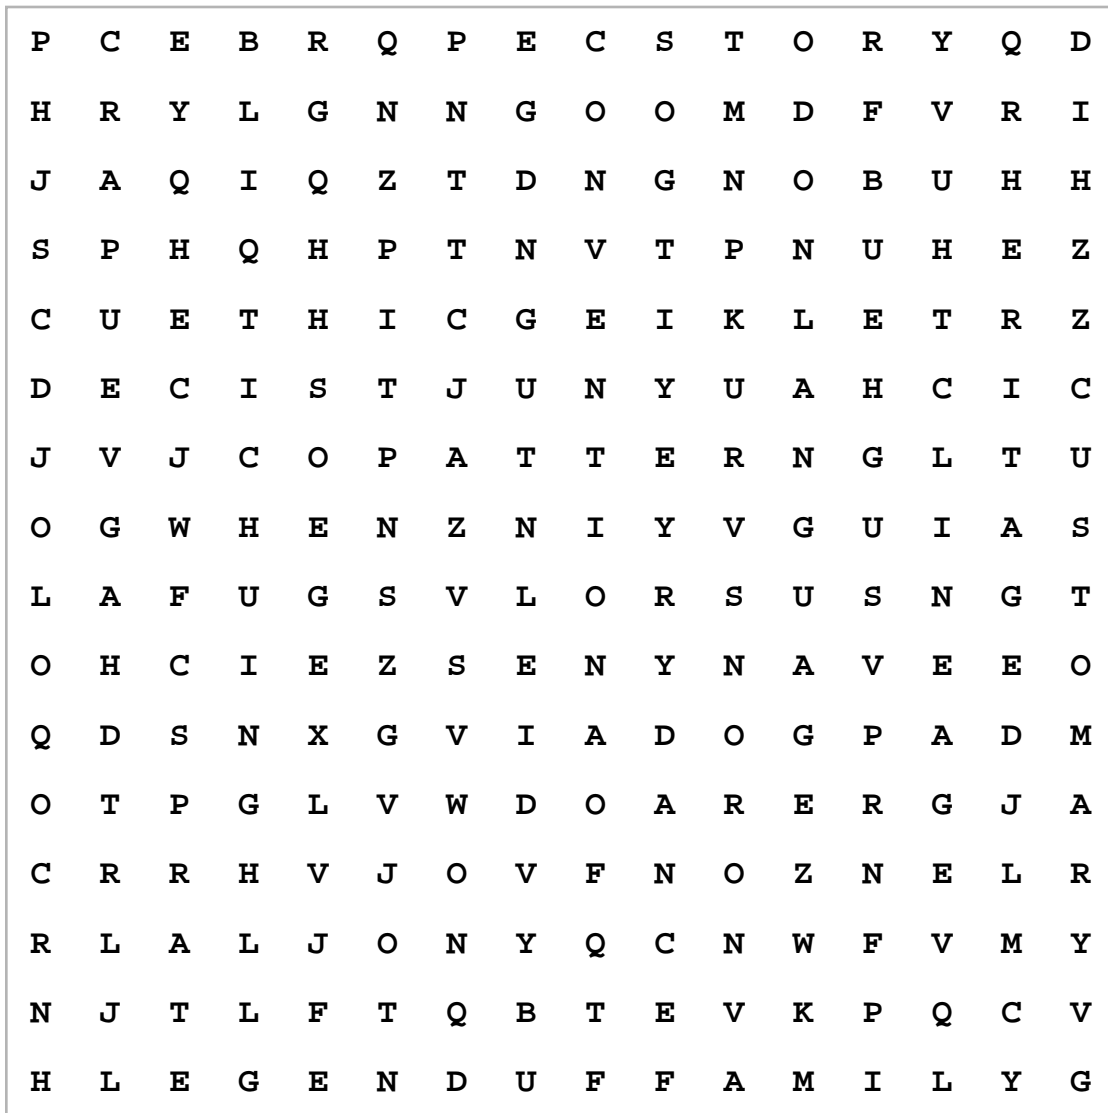 P C E B R Q P E C S T O R Y Q D
H R Y L G N N G O O M D F V R I
J A Q I Q Z T D N G N O B U H H
S P H Q H P T N V T P N U H E Z
C U E T H I C G E I K L E T R Z
D E C I S T J U N Y U A H C I C
J V J C O P A T T E R N G L T U
O G W H E N Z N I Y V G U I A S
L A F U G S V L O R S U S N G T
O H C I E Z S E N Y N A V E E O
Q D S N X G V I A D O G P A D M
O T P G L V W D O A R E R G J A
C R R H V J O V F N O Z N E L R
R L A L J O N Y Q C N W F V M Y
N J T L F T Q B T E V K P Q C V
H L E G E N D U F F A M I L Y G